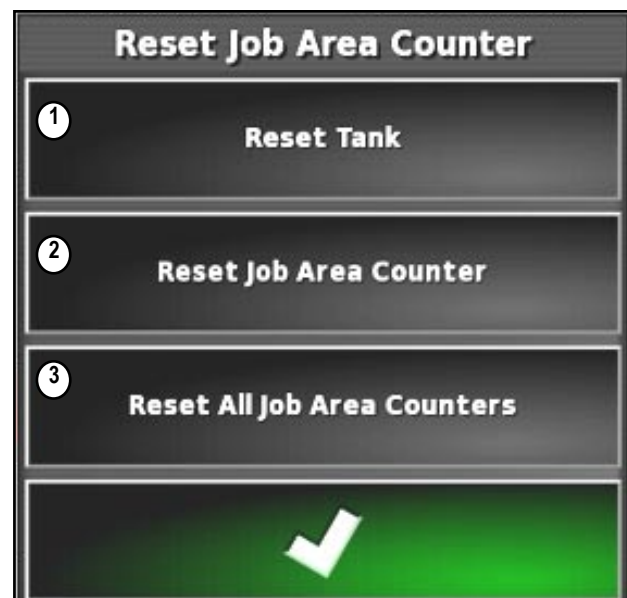 Reset Job Area Counter
1
Reset Tank
2
Reset Job Area Counter
3
Reset All Job Area Counters